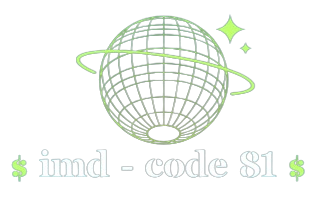 $ imd - code 81 $